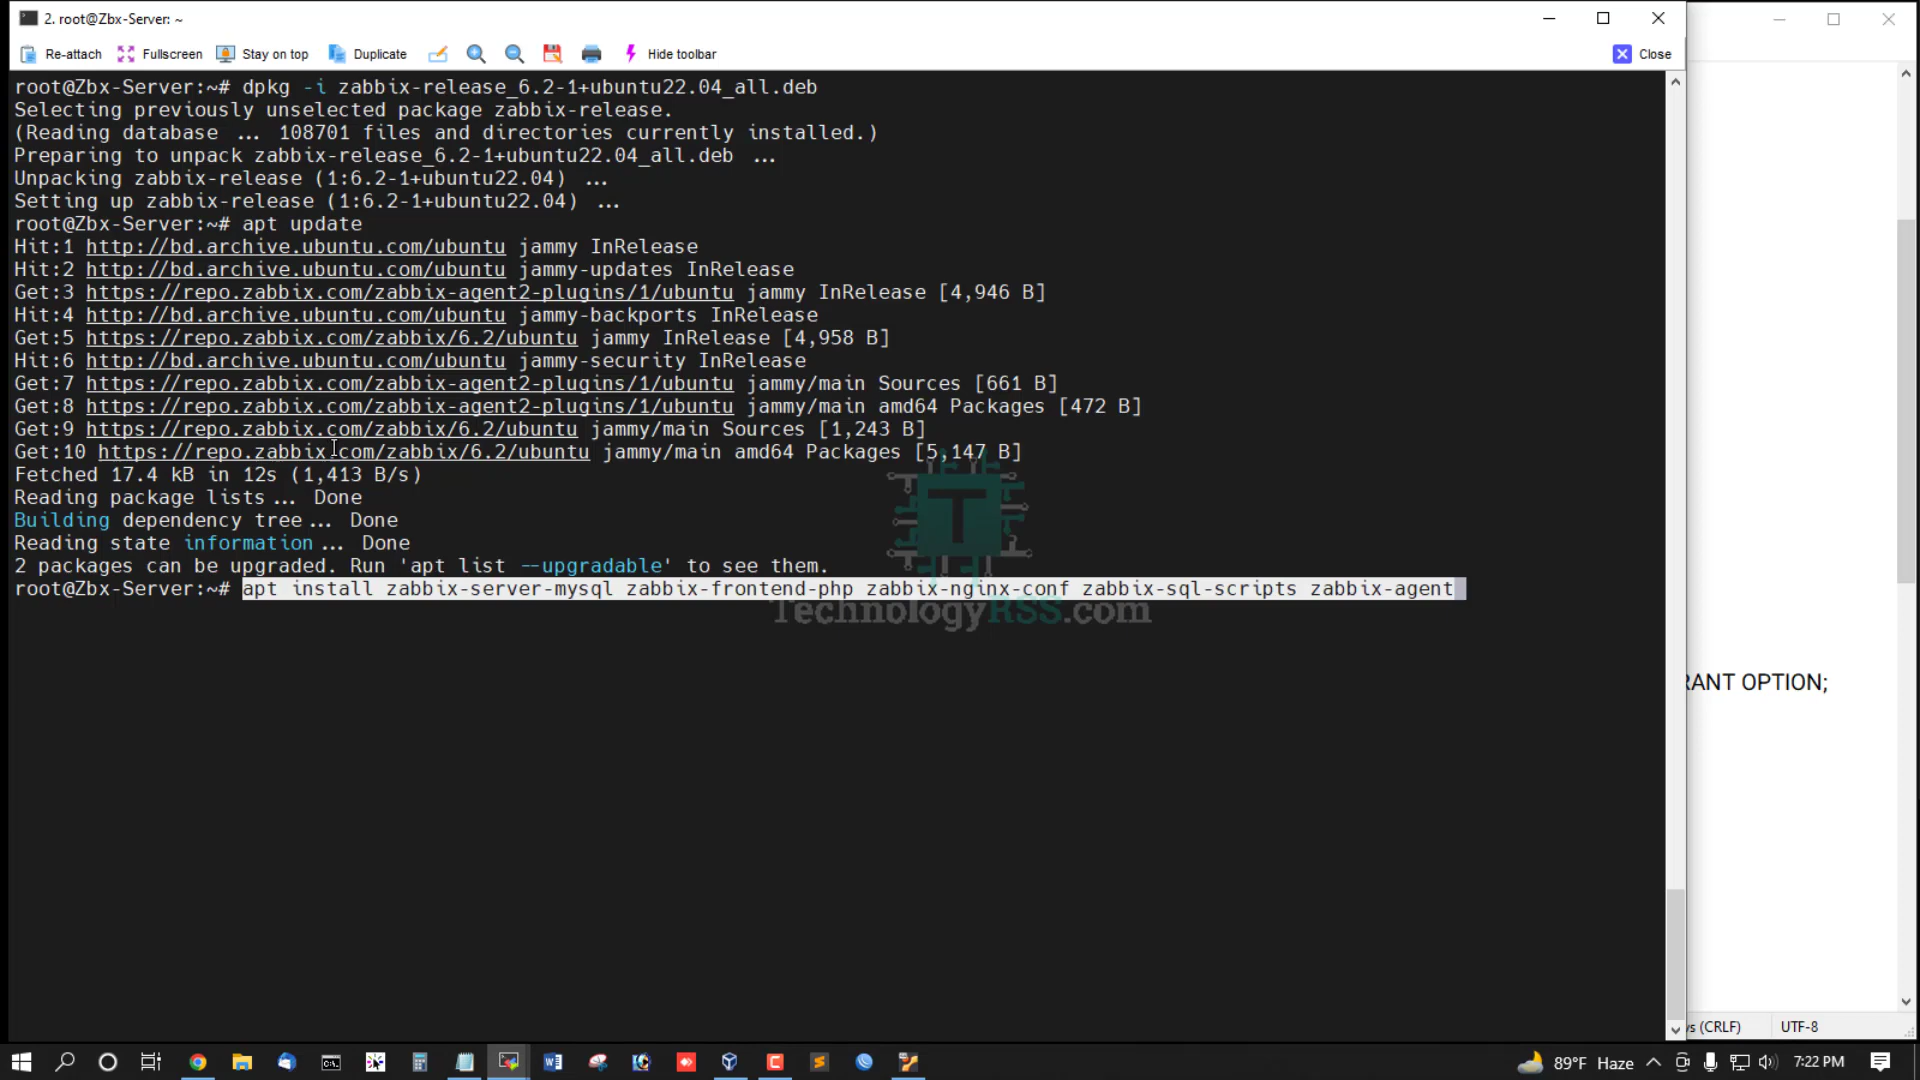 2. root@Zbx-Server: ~
Re-attach Fullscreen Stay on top Duplicate Hide toolbar Close
root@Zbx-Server:~# dpkg -i zabbix-release_6.2-1+ubuntu22.04_all.deb
Selecting previously unselected package zabbix-release.
(Reading database ... 108701 files and directories currently installed.)
Preparing to unpack zabbix-release_6.2-1+ubuntu22.04_all.deb ...
Unpacking zabbix-release (1:6.2-1+ubuntu22.04) ...
Setting up zabbix-release (1:6.2-1+ubuntu22.04) ...
root@Zbx-Server:~# apt update
Hit:1 http://bd.archive.ubuntu.com/ubuntu jammy InRelease
Hit:2 http://bd.archive.ubuntu.com/ubuntu jammy-updates InRelease
Get:3 https://repo.zabbix.com/zabbix-agent2-plugins/1/ubuntu jammy InRelease [4,946 B]
Hit:4 http://bd.archive.ubuntu.com/ubuntu jammy-backports InRelease
Get:5 https://repo.zabbix.com/zabbix/6.2/ubuntu jammy InRelease [4,958 B]
Hit:6 http://bd.archive.ubuntu.com/ubuntu jammy-security InRelease
Get:7 https://repo.zabbix.com/zabbix-agent2-plugins/1/ubuntu jammy/main Sources [661 B]
Get:8 https://repo.zabbix.com/zabbix-agent2-plugins/1/ubuntu jammy/main amd64 Packages [472 B]
Get:9 https://repo.zabbix.com/zabbix/6.2/ubuntu jammy/main Sources [1,243 B]
Get:10 https://repo.zabbix.com/zabbix/6.2/ubuntu jammy/main amd64 Packages [5,147 B]
Fetched 17.4 kB in 12s (1,413 B/s)
Reading package lists... Done
Building dependency tree... Done
Reading state information... Done
2 packages can be upgraded. Run 'apt list --upgradable' to see them.
root@Zbx-Server:~# apt install zabbix-server-mysql zabbix-frontend-php zabbix-nginx-conf zabbix-sql-scripts zabbix-agent
TechnologyRSS.com
RANT OPTION;
s (CRLF) UTF-8
89°F Haze 7:22 PM